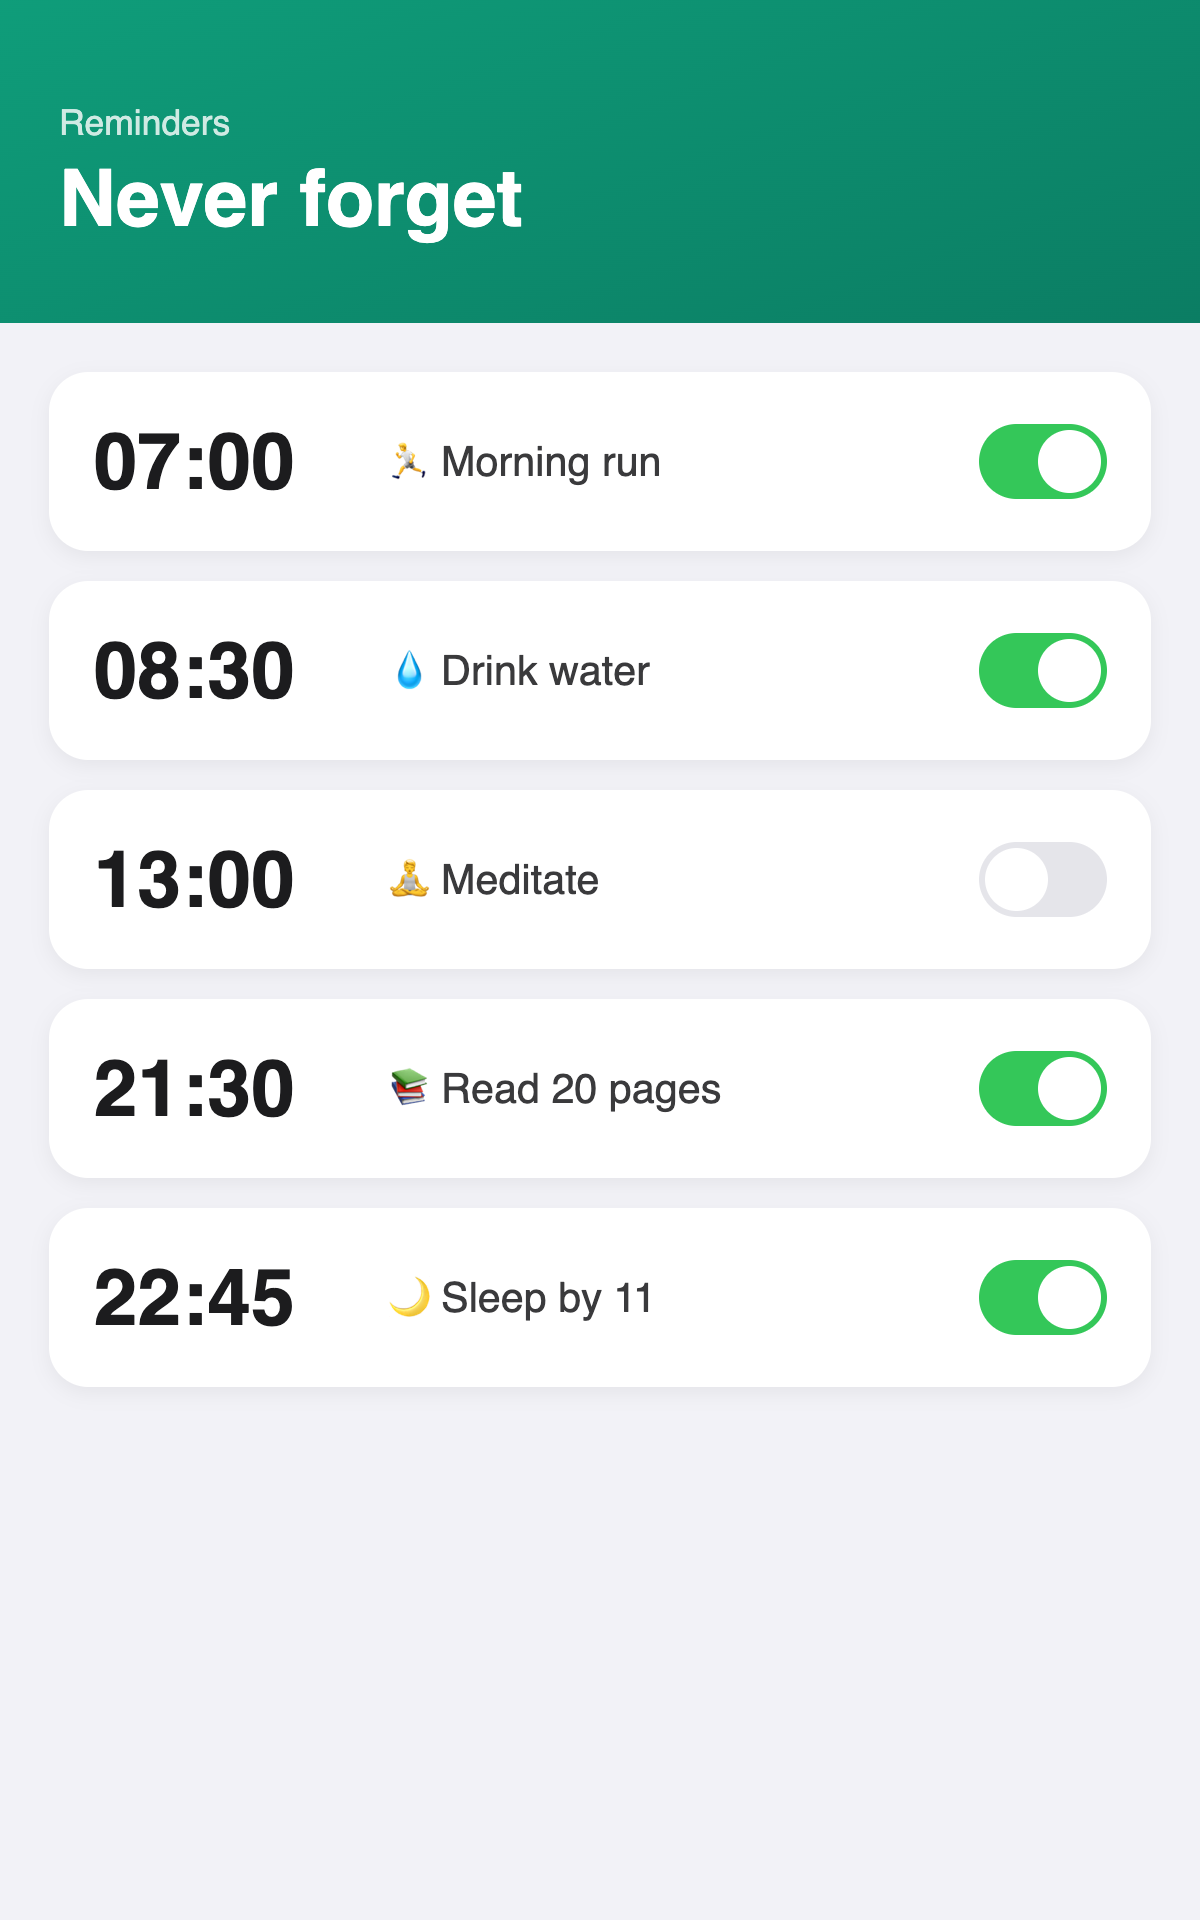 Reminders
Never forget
07:00 🏃 Morning run
08:30 💧 Drink water
13:00 🧘 Meditate
21:30 📚 Read 20 pages
22:45 🌙 Sleep by 11